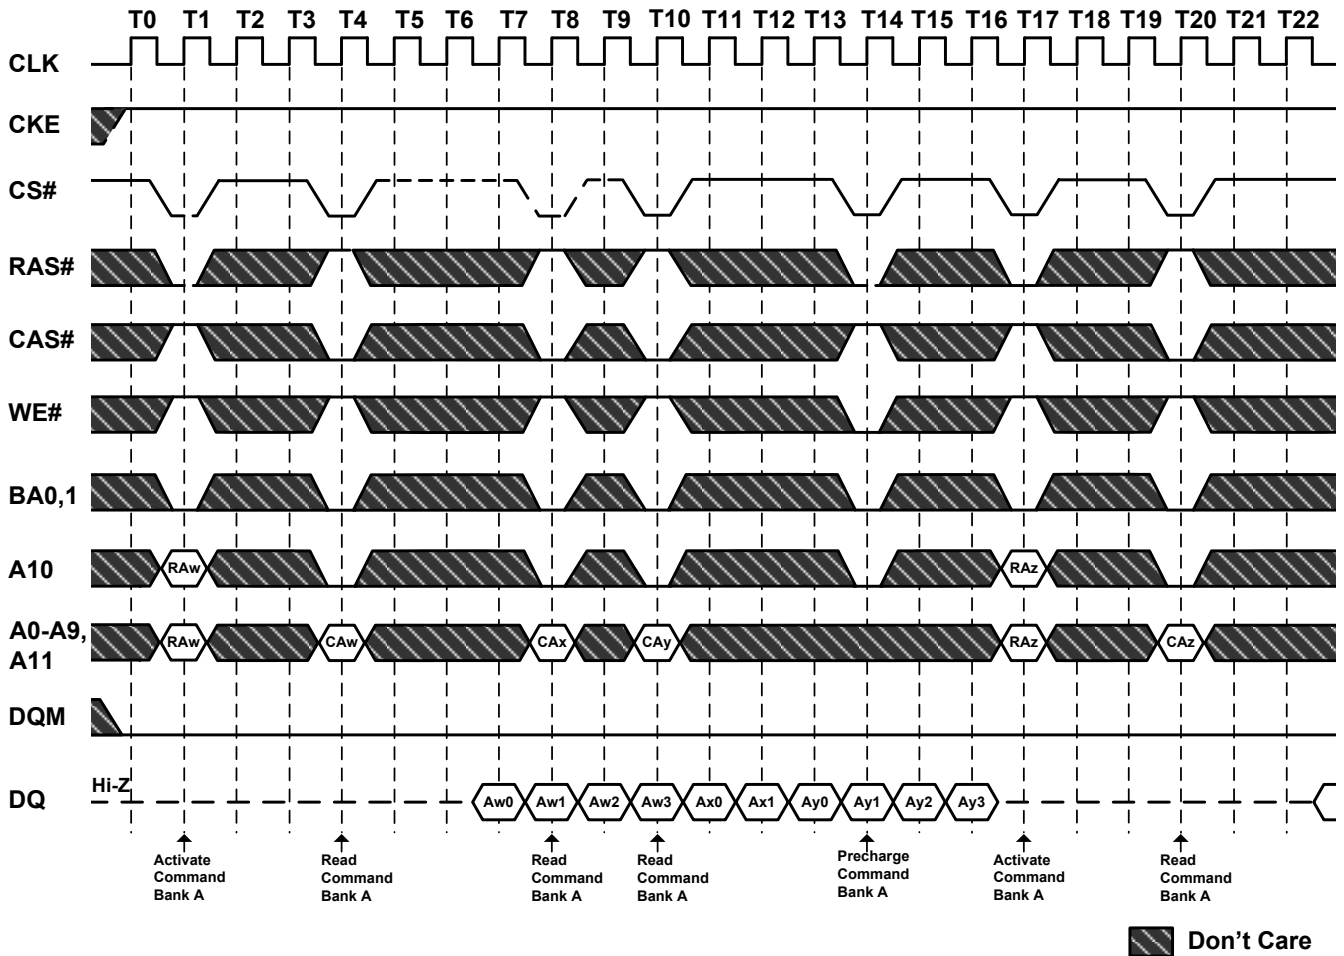 T0 T1 T2 T3 T4 T5 T6 T7 T8 T9 T10 T11 T12 T13 T14 T15 T16 T17 T18 T19 T20 T21 T22
CLK
CKE
CS#
RAS#
CAS#
WE#
BA0,1
A10
RAw
RAz
A0-A9,
A11
RAw
CAw
CAx
CAy
RAz
CAz
DQM
DQ
Hi-Z
Aw0
Aw1
Aw2
Aw3
Ax0
Ax1
Ay0
Ay1
Ay2
Ay3
Activate
Command
Bank A
Read
Command
Bank A
Read
Command
Bank A
Read
Command
Bank A
Precharge
Command
Bank A
Activate
Command
Bank A
Read
Command
Bank A
Don't Care